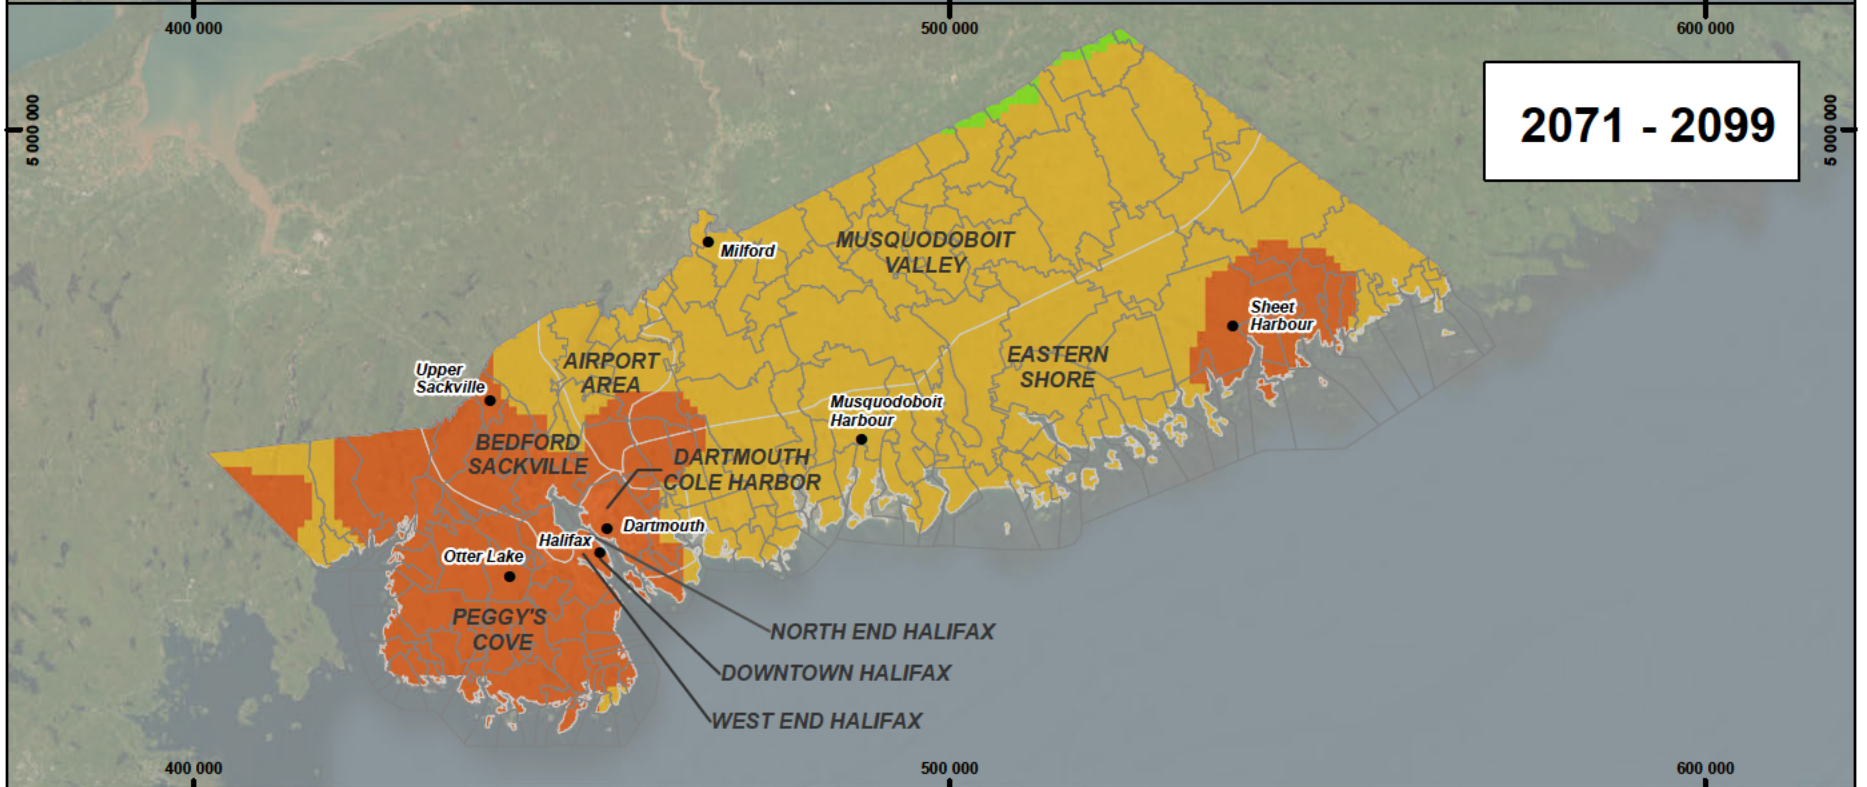 400 000
500 000
600 000
5 000 000
2071 - 2099
5 000 000
MUSQUODOBOIT
VALLEY
Milford
Sheet
Harbour
Upper
Sackville
AIRPORT
AREA
EASTERN
SHORE
Musquodoboit
Harbour
BEDFORD
SACKVILLE
DARTMOUTH
COLE HARBOR
Dartmouth
Halifax
Otter Lake
PEGGY'S
COVE
NORTH END HALIFAX
DOWNTOWN HALIFAX
WEST END HALIFAX
400 000
500 000
600 000